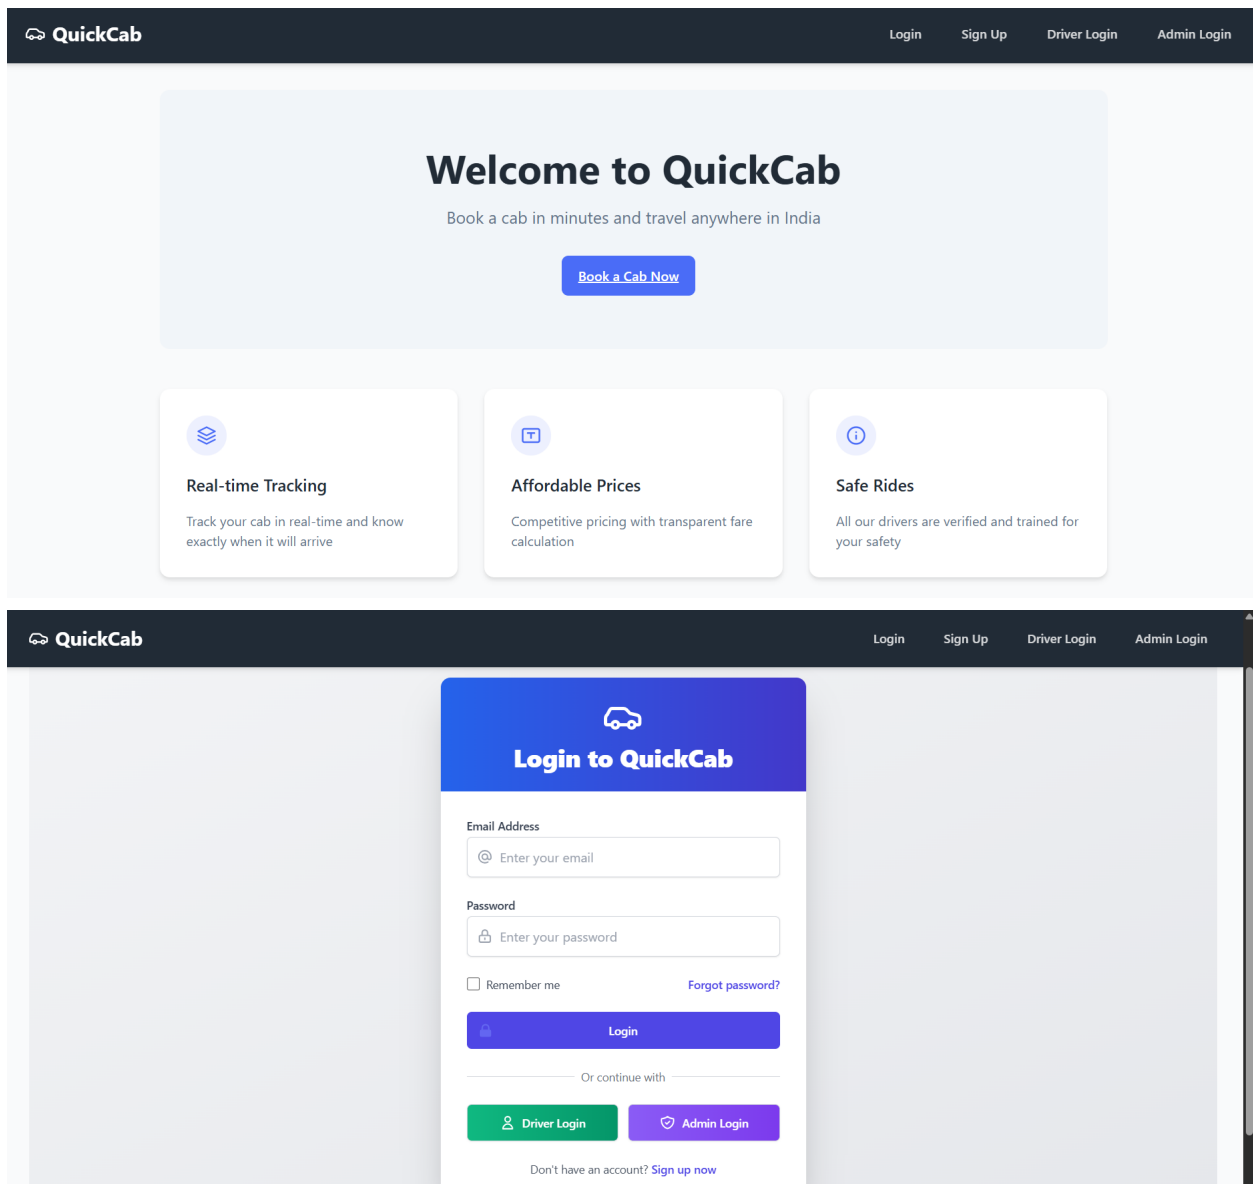 QuickCab
Login Sign Up Driver Login Admin Login
Welcome to QuickCab
Book a cab in minutes and travel anywhere in India
Book a Cab Now
Real-time Tracking
Track your cab in real-time and know
exactly when it will arrive
Affordable Prices
Competitive pricing with transparent fare
calculation
Safe Rides
All our drivers are verified and trained for
your safety
QuickCab
Login Sign Up Driver Login Admin Login
Login to QuickCab
Email Address
Enter your email
Password
Enter your password
Remember me Forgot password?
Login
Or continue with
Driver Login Admin Login
Don't have an account? Sign up now